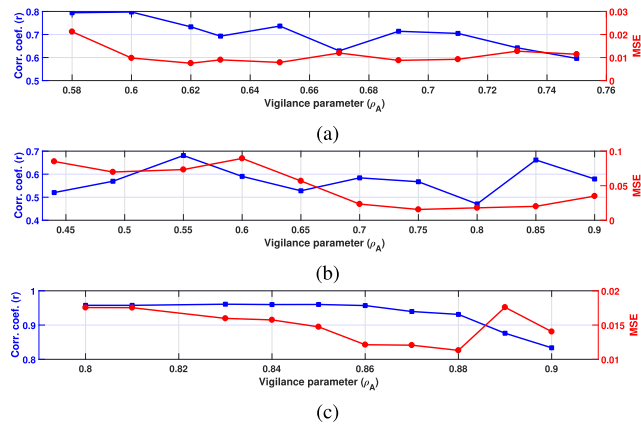 0.8
0.7
0.6
0.5
Corr. coef. (r)
0.03
0.02
0.01
0
MSE
0.58 0.6 0.62 0.64 0.66 0.68 0.7 0.72 0.74 0.76
Vigilance parameter (ρA)
(a)
0.7
0.6
0.5
0.4
Corr. coef. (r)
0.1
0.05
0
MSE
0.45 0.5 0.55 0.6 0.65 0.7 0.75 0.8 0.85 0.9
Vigilance parameter (ρA)
(b)
1
0.9
0.8
Corr. coef. (r)
0.02
0.015
0.01
MSE
0.8 0.82 0.84 0.86 0.88 0.9
Vigilance parameter (ρA)
(c)